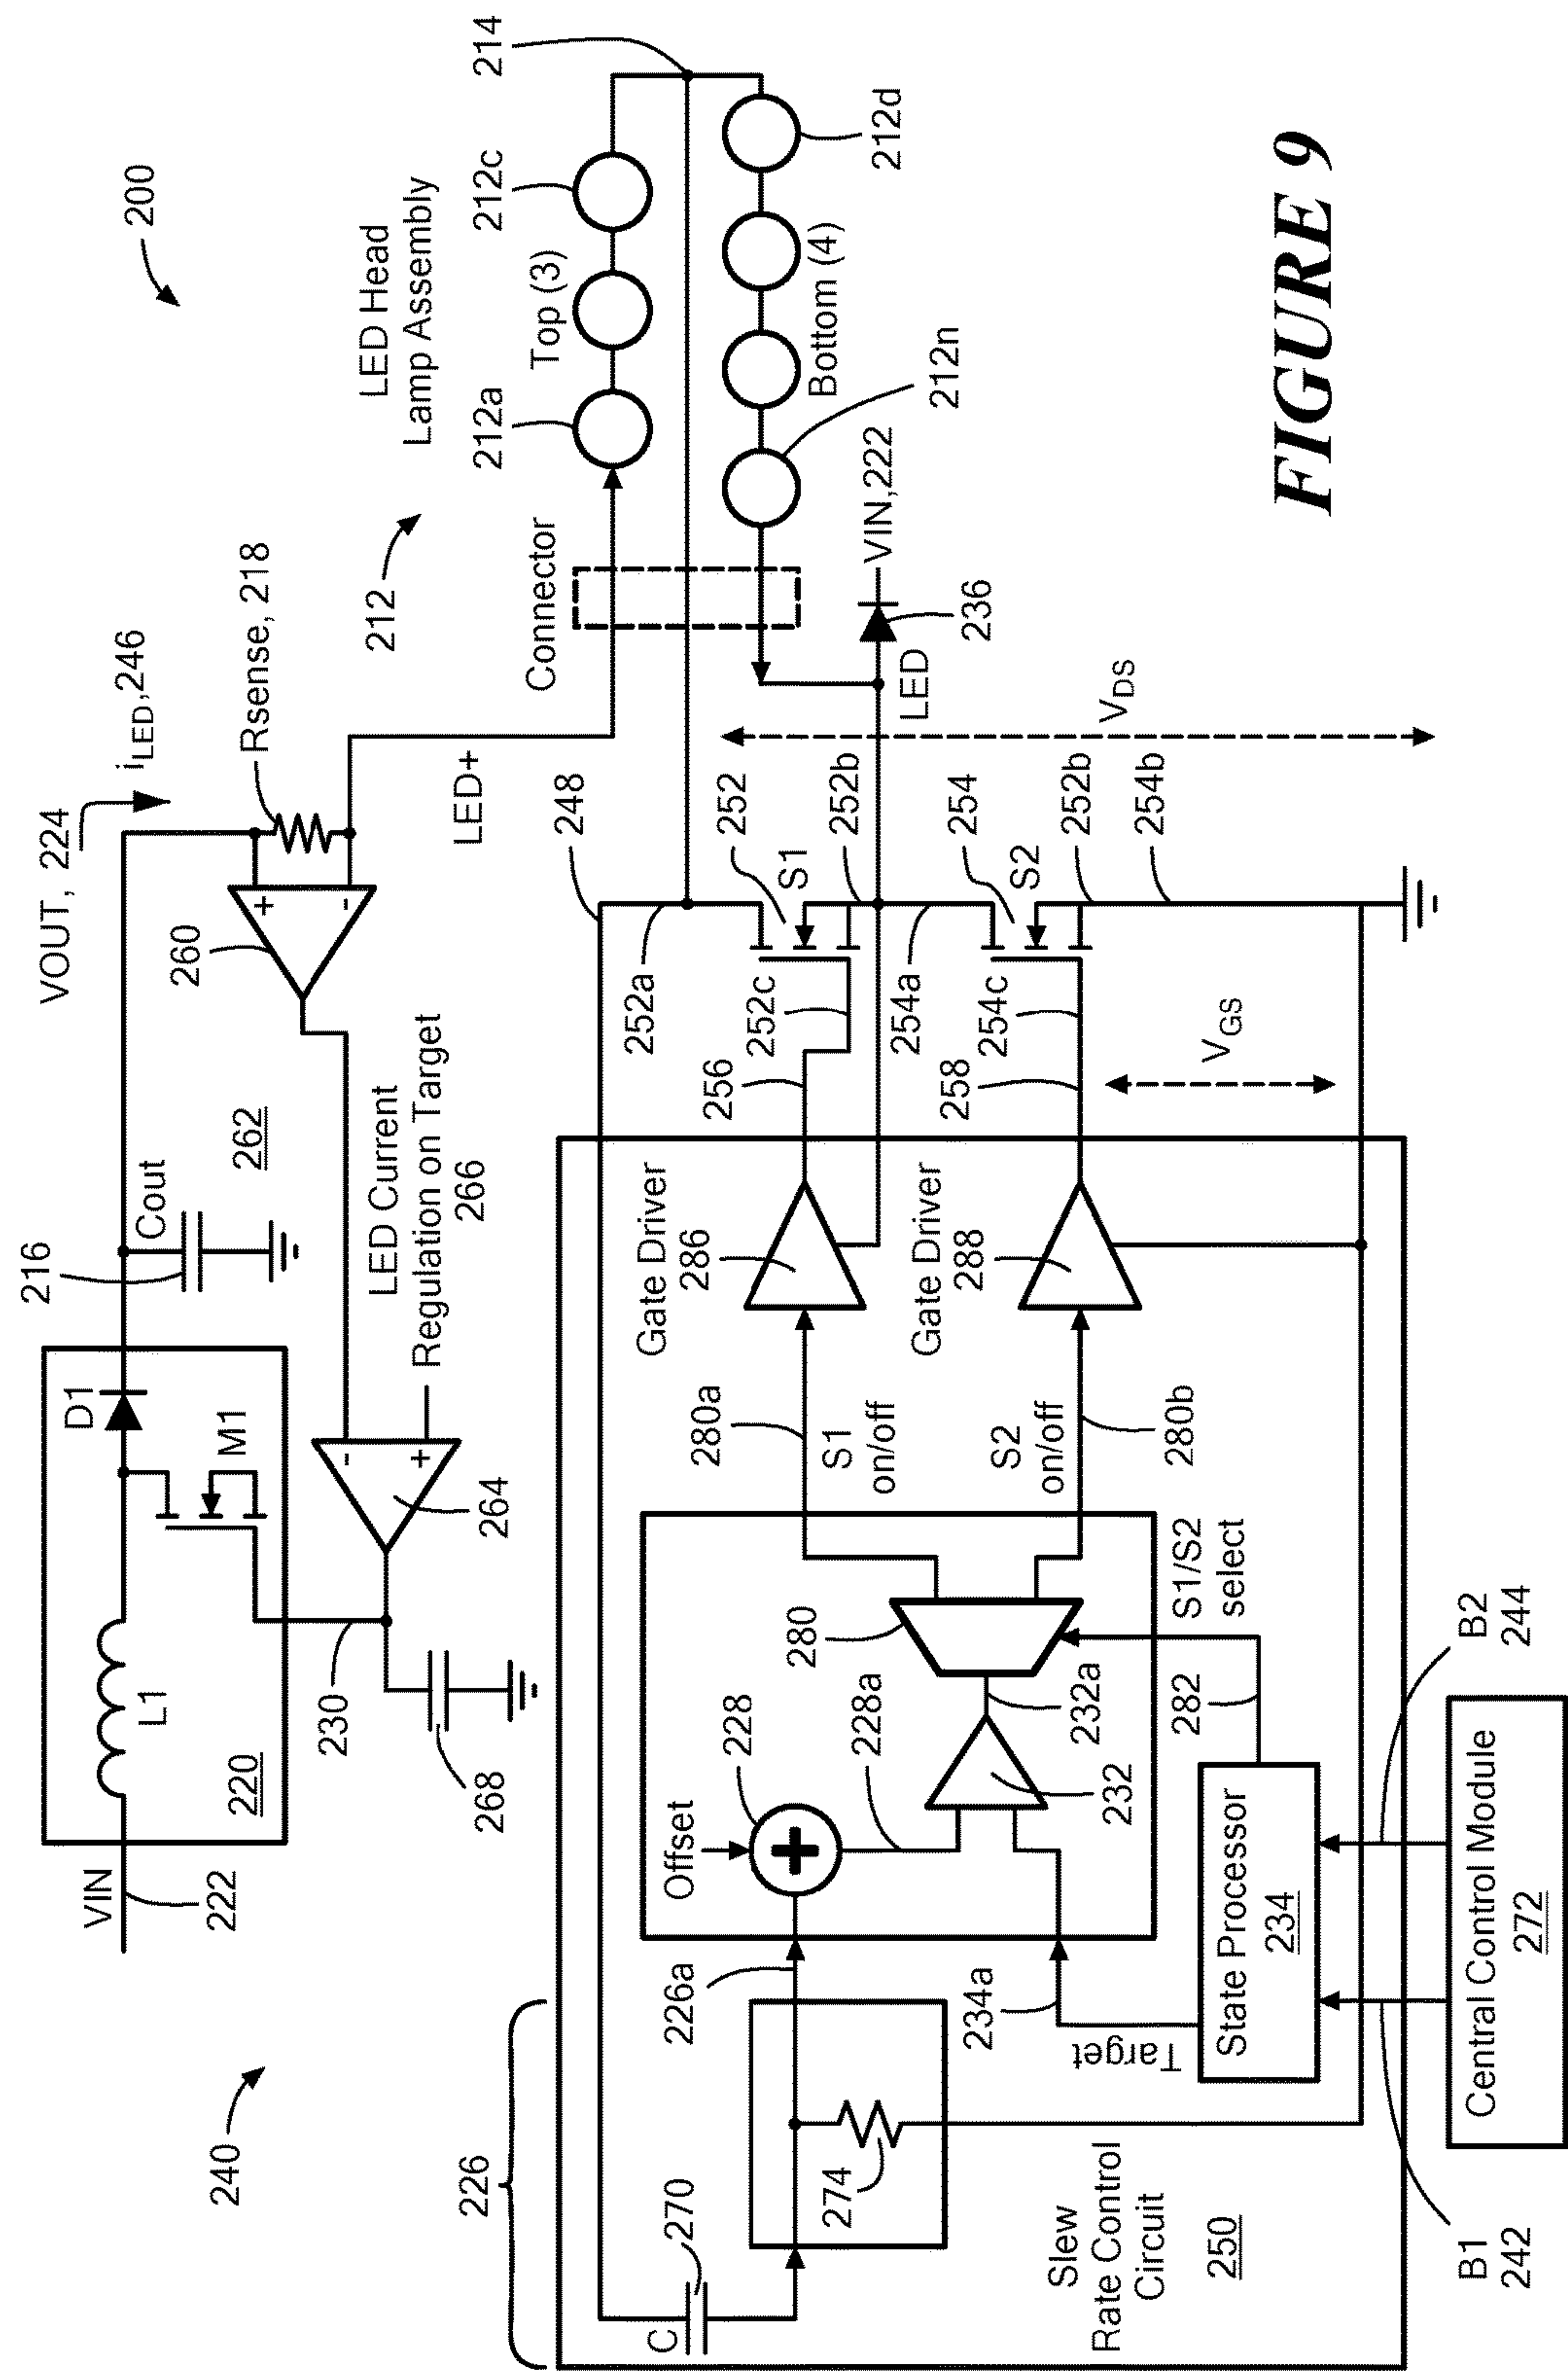 200
240
VIN
222
L1
220
230
268
D1
M1
264
216
Cout
262
LED Current
Regulation on Target
266
260
VOUT, 224
iLED,246
Rsense, 218
LED+
212
LED Head
Lamp Assembly
Connector
212a
Top (3)
212c
214
212d
Bottom (4)
212n
VIN,222
236
LED
VDS
248
252a
252
S1
252b
252c
254a
254
S2
252b
254b
254c
256
258
VGS
Gate Driver
286
Gate Driver
288
280a
S1
on/off
S2
on/off
280b
280
S1/S2
select
282
232a
232
228
228a
Offset
226a
234a
Target
State Processor
234
226
C
270
274
Slew
Rate Control
Circuit
250
B1
242
B2
244
Central Control Module
272
FIGURE 9